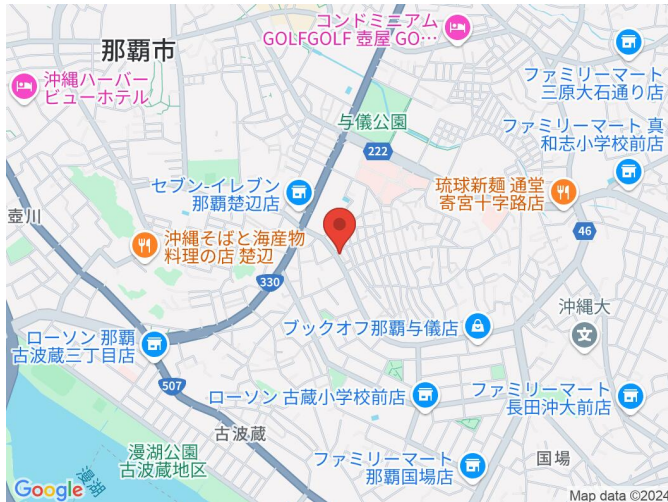 コンドミニアム
GOLFGOLF 壺屋 GO…
那覇市
沖縄ハーバー
ビューホテル
ファミリーマート
三原大石通り店
与儀公園
222
ファミリーマート 真
和志小学校前店
セブン-イレブン
那覇楚辺店
琉球新麺 通堂
寄宮十字路店
壺川
沖縄そばと海産物
料理の店 楚辺
46
330
沖縄大
文
ブックオフ那覇与儀店
ローソン 那覇
古波蔵三丁目店
507
ローソン 古蔵小学校前店
ファミリーマート
長田沖大前店
古波蔵
漫湖公園
古波蔵地区
国場
ファミリーマート
那覇国場店
漫湖
Google
Map data ©2024